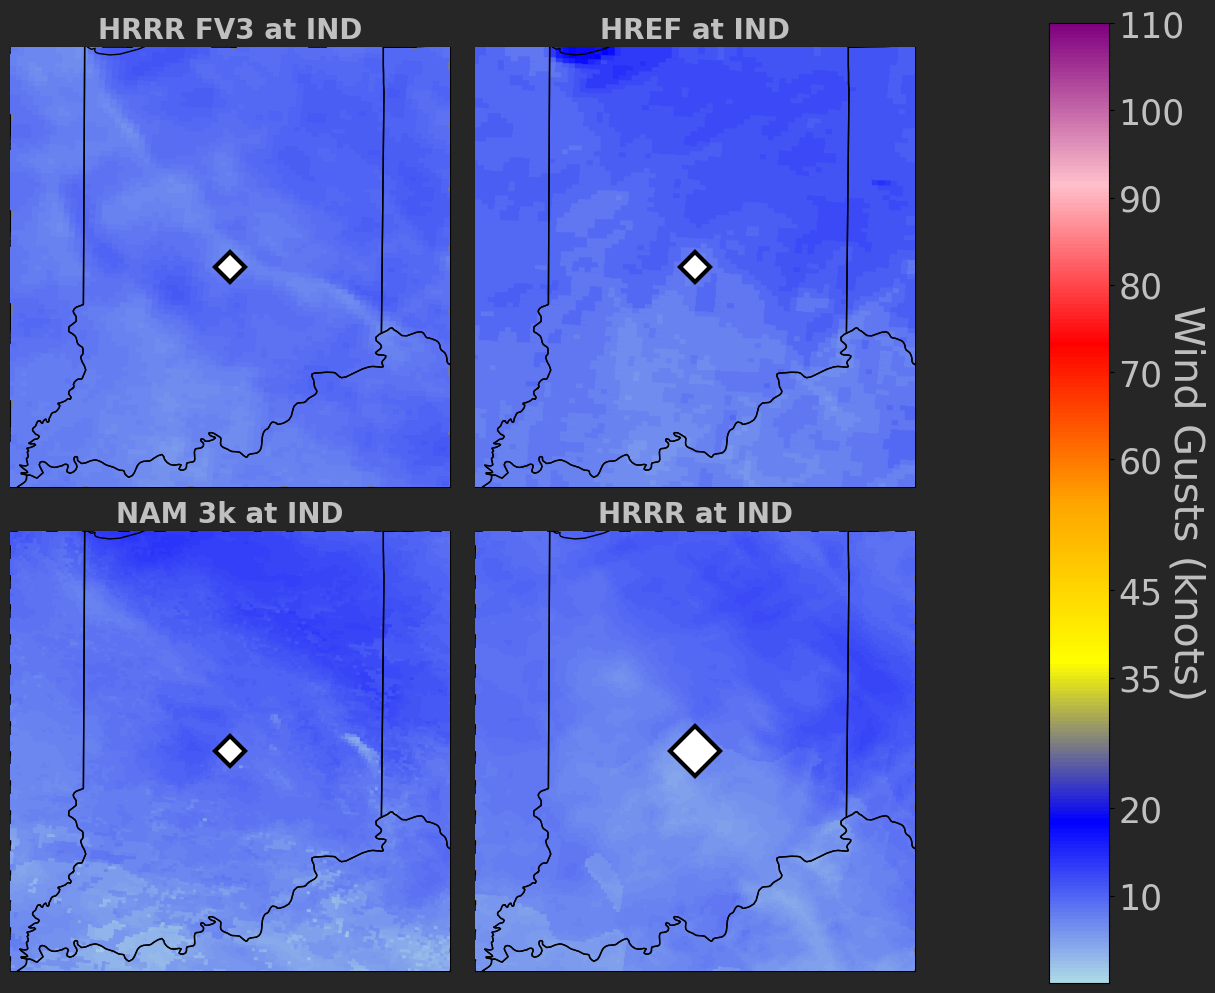 HRRR FV3 at IND
HREF at IND
NAM 3k at IND
HRRR at IND
110
100
90
80
70
60
45
35
20
10
Wind Gusts (knots)